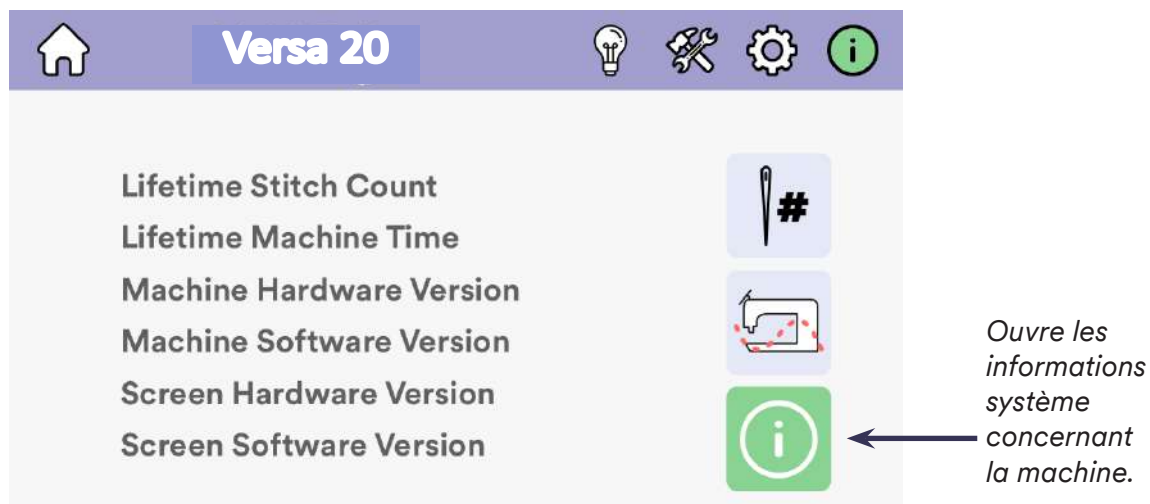 Versa 20
Lifetime Stitch Count
Lifetime Machine Time
Machine Hardware Version
Machine Software Version
Screen Hardware Version
Screen Software Version
#
i
i
Ouvre les
informations
système
concernant
la machine.